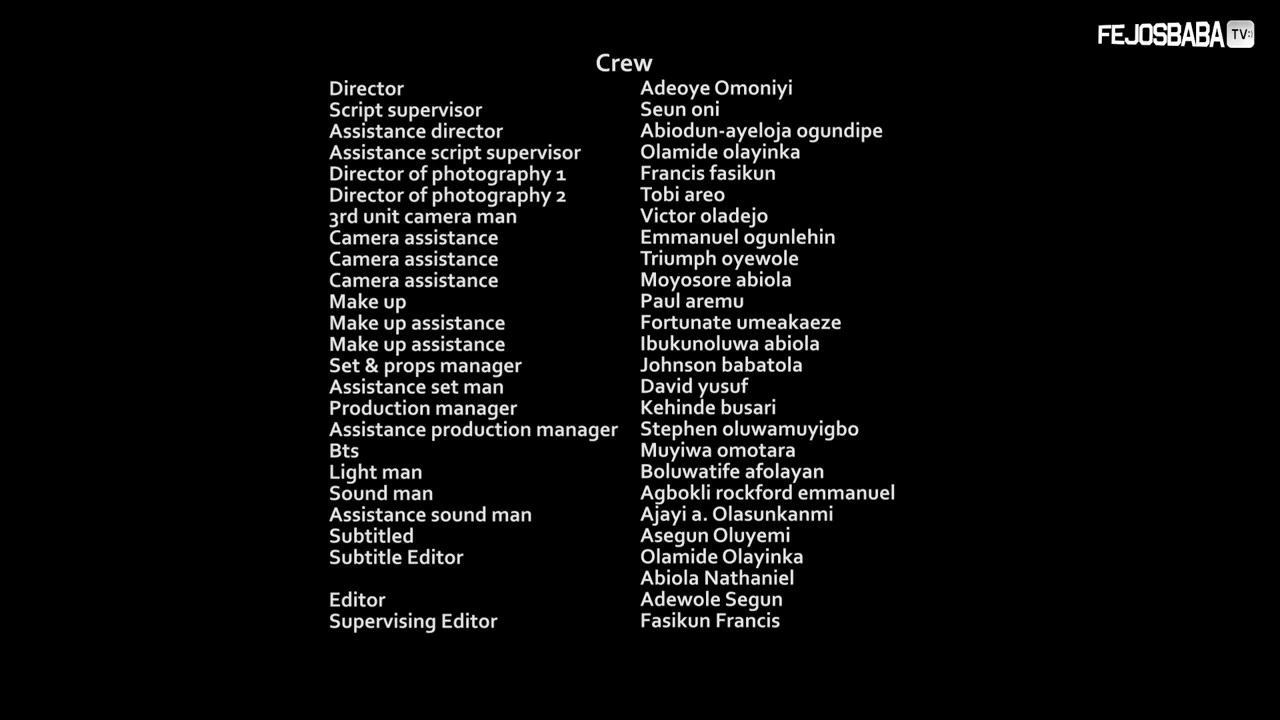 FEJOSBABA TV:)
Crew
Director Adeoye Omoniyi
Script supervisor Seun oni
Assistance director Abiodun-ayeloja ogundipe
Assistance script supervisor Olamide olayinka
Director of photography 1 Francis fasikun
Director of photography 2 Tobi areo
3rd unit camera man Victor oladejo
Camera assistance Emmanuel ogunlehin
Camera assistance Triumph oyewole
Camera assistance Moyosore abiola
Make up Paul aremu
Make up assistance Fortunate umeakaeze
Make up assistance Ibukunoluwa abiola
Set & props manager Johnson babatola
Assistance set man David yusuf
Production manager Kehinde busari
Assistance production manager Stephen oluwamuyigbo
Bts Muyiwa omotara
Light man Boluwatife afolayan
Sound man Agbokli rockford emmanuel
Assistance sound man Ajayi a. Olasunkanmi
Subtitled Asegun Oluyemi
Subtitle Editor Olamide Olayinka
Abiola Nathaniel
Editor Adewole Segun
Supervising Editor Fasikun Francis